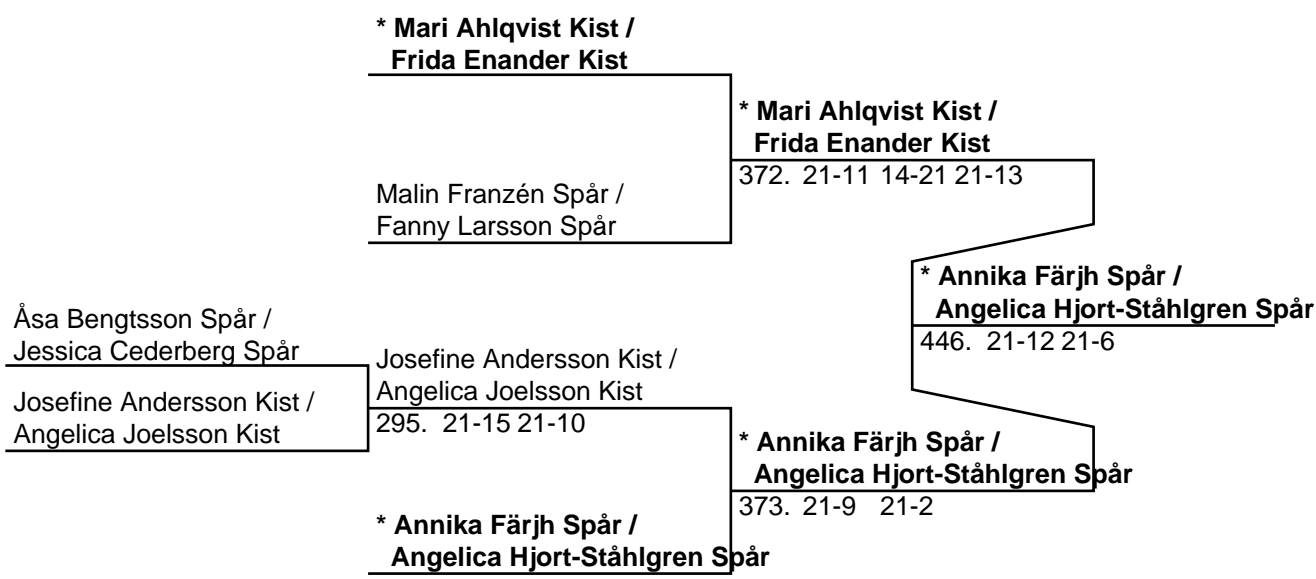 * Mari Ahlqvist Kist /
Frida Enander Kist
* Mari Ahlqvist Kist /
Frida Enander Kist
372. 21-11 14-21 21-13
Malin Franzén Spår /
Fanny Larsson Spår
* Annika Färjh Spår /
Angelica Hjort-Ståhlgren Spår
446. 21-12 21-6
Åsa Bengtsson Spår /
Jessica Cederberg Spår
Josefine Andersson Kist /
Angelica Joelsson Kist
295. 21-15 21-10
Josefine Andersson Kist /
Angelica Joelsson Kist
* Annika Färjh Spår /
Angelica Hjort-Ståhlgren Spår
373. 21-9 21-2
* Annika Färjh Spår /
Angelica Hjort-Ståhlgren Spår